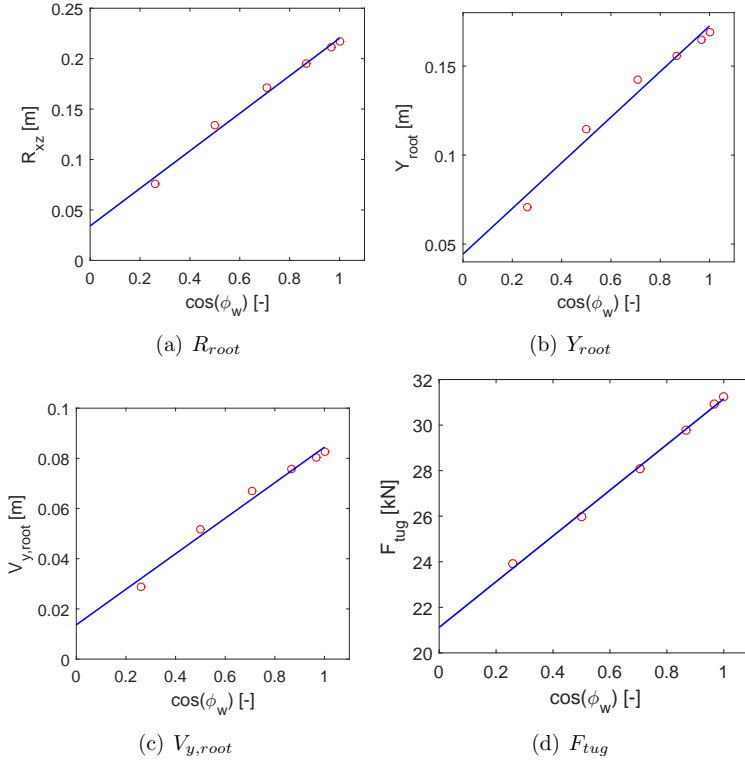 0.25
0.2
0.15
0.1
0.05
0
R_xz [m]
0 0.2 0.4 0.6 0.8 1
cos(ϕ_w) [-]
(a) R_root
0.15
0.1
0.05
Y_root [m]
0 0.2 0.4 0.6 0.8 1
cos(ϕ_w) [-]
(b) Y_root
0.1
0.08
0.06
0.04
0.02
0
V_y,root [m]
0 0.2 0.4 0.6 0.8 1
cos(ϕ_w) [-]
(c) V_y,root
32
30
28
26
24
22
21
20
F_tug [kN]
0 0.2 0.4 0.6 0.8 1
cos(ϕ_w) [-]
(d) F_tug